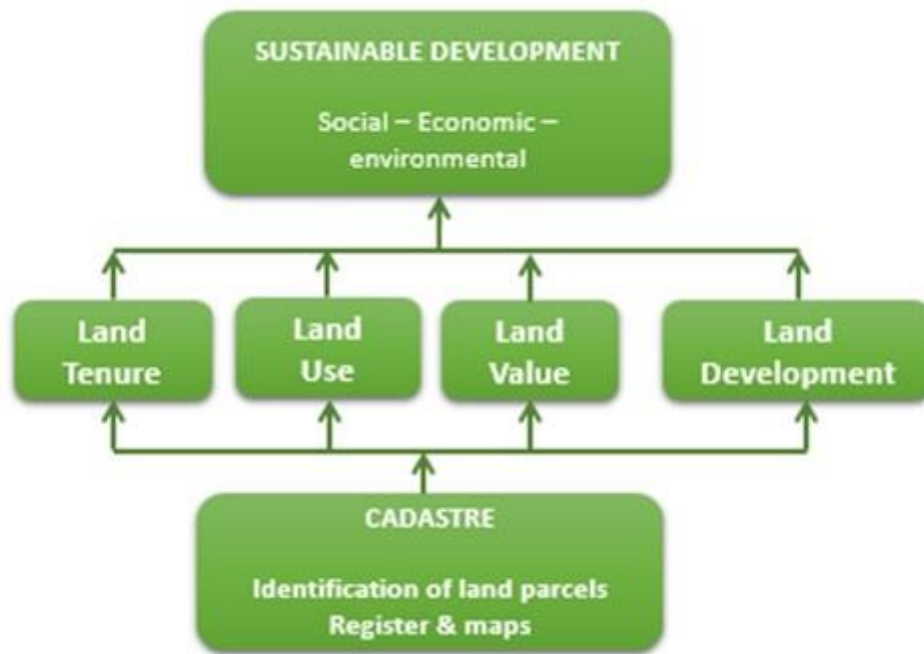 SUSTAINABLE DEVELOPMENT
Social – Economic –
environmental
Land
Tenure
Land
Use
Land
Value
Land
Development
CADASTRE
Identification of land parcels
Register & maps